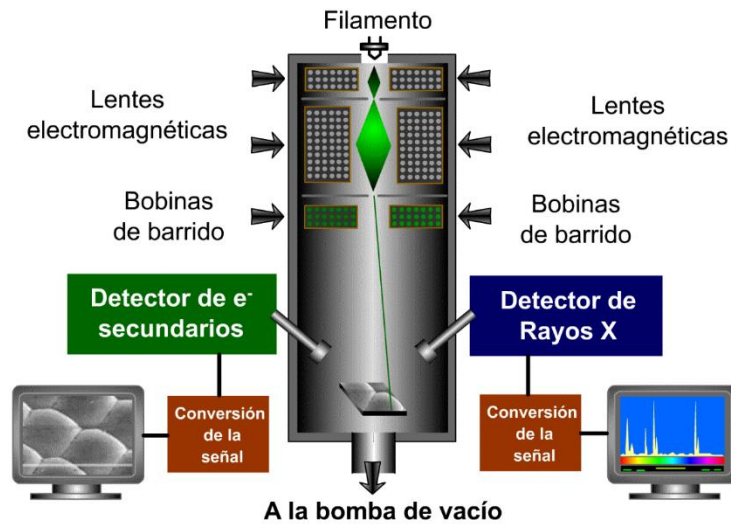 Filamento
Lentes
electromagnéticas
Lentes
electromagnéticas
Bobinas
de barrido
Bobinas
de barrido
Detector de e-
secundarios
Detector de
Rayos X
Conversión
de la
señal
Conversión
de la
señal
A la bomba de vacío